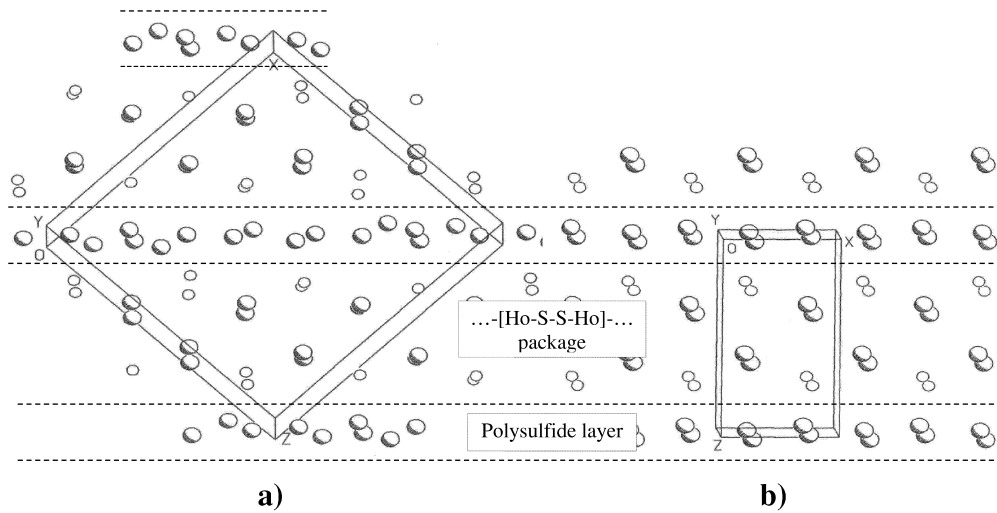 X
Y
O
Z
…-[Ho-S-S-Ho]-…
package
Polysulfide layer
Y
O
X
Z
a)
b)